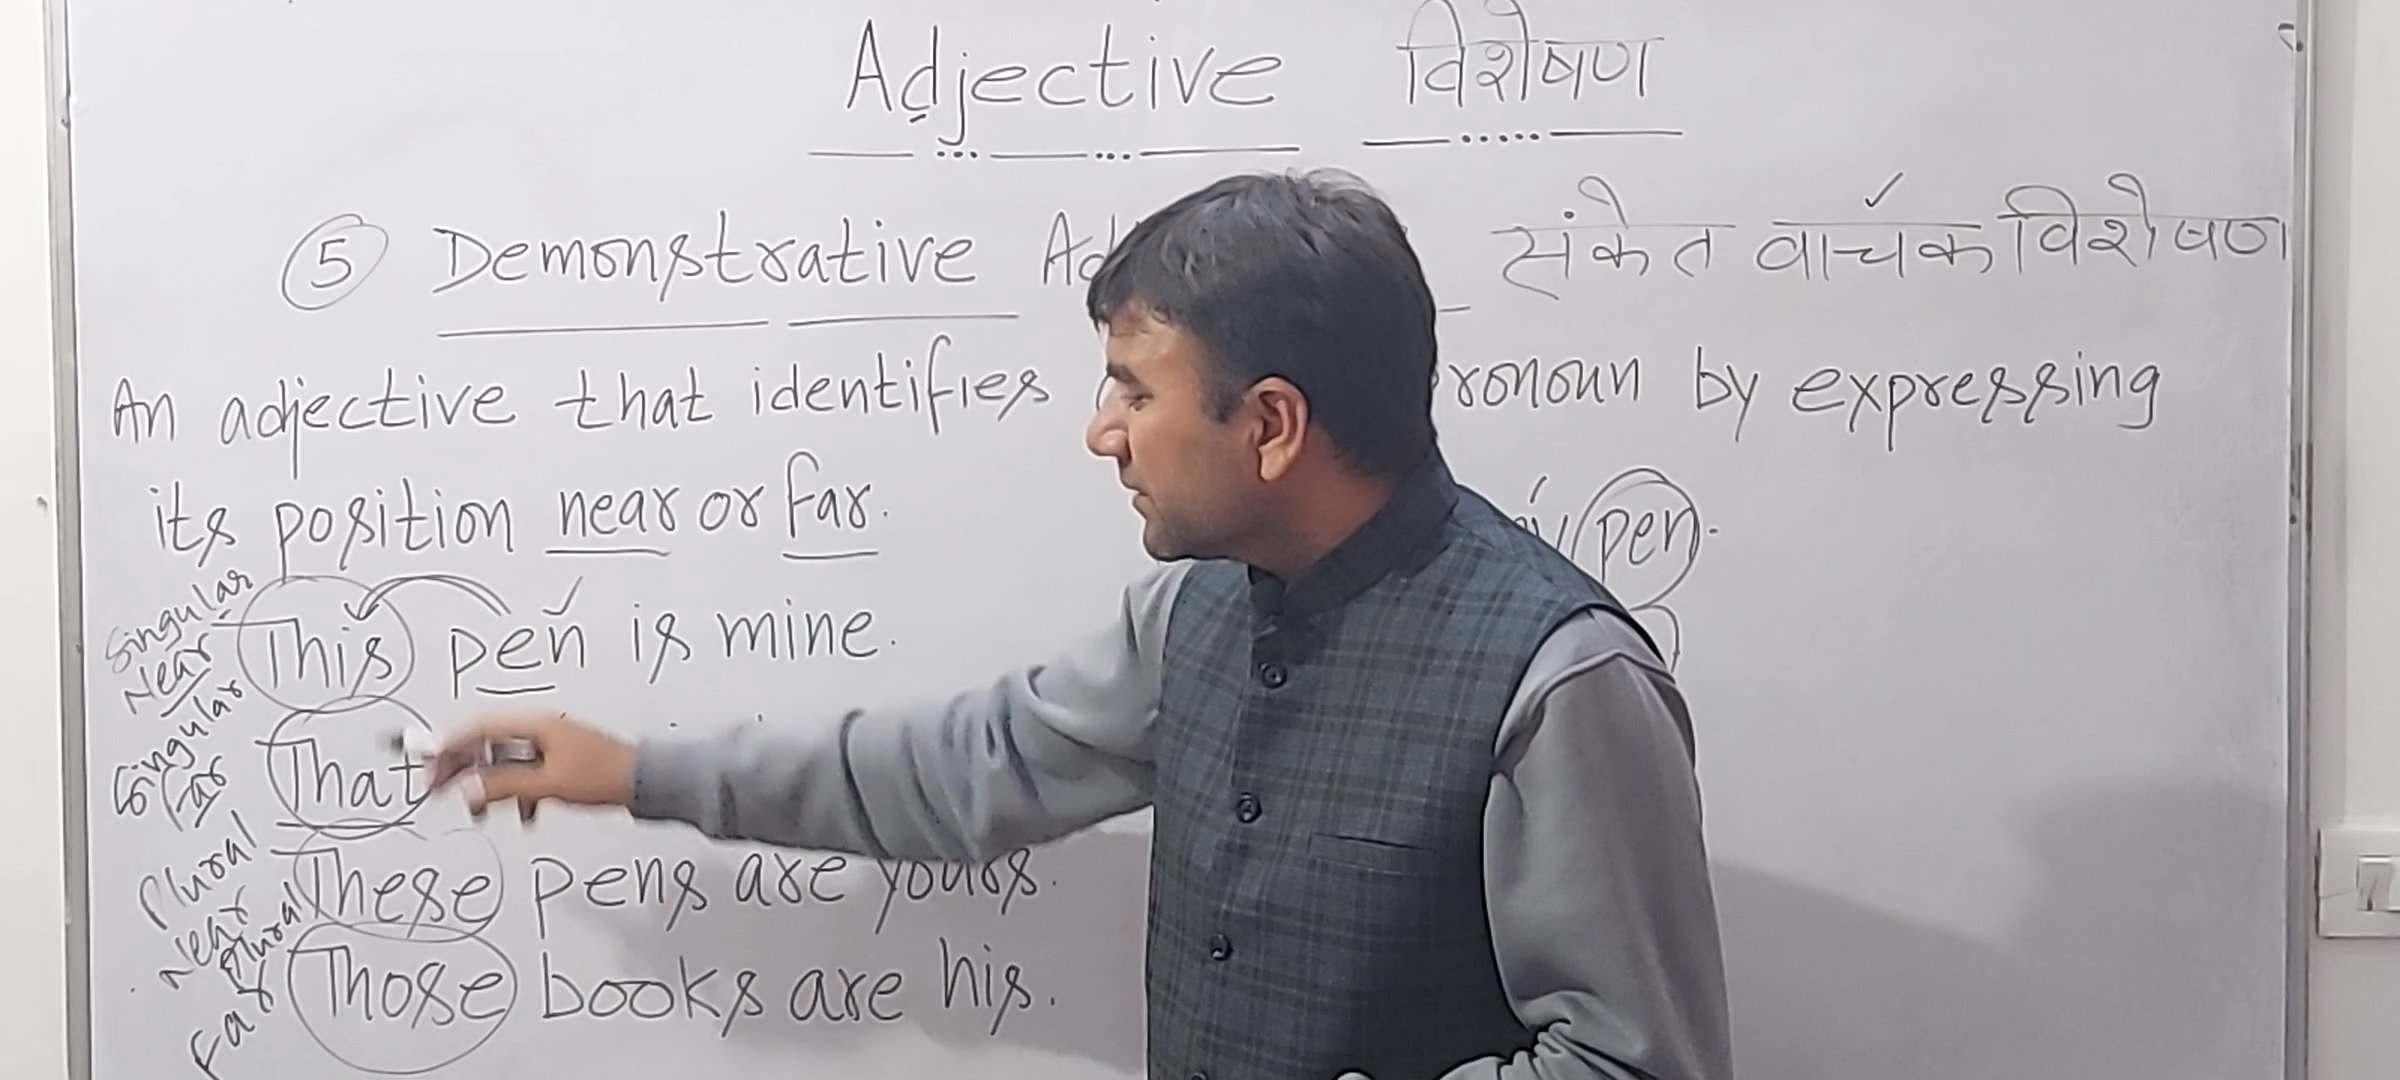 Adjective विशेषण
5 Demonstrative संकेत वाचक विशेषण
An adjective that identifies by expressing
its position near or far. pen.
Singular Near This pen is mine.
Singular Far That
Plural Near These pens are yours.
Plural Far Those books are his.